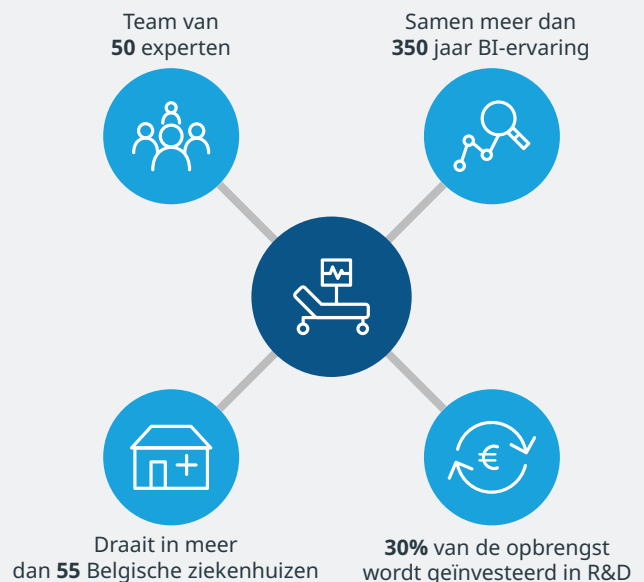 Team van
50 experten
Samen meer dan
350 jaar BI-ervaring
€
Draait in meer
dan 55 Belgische ziekenhuizen
30% van de opbrengst
wordt geïnvesteerd in R&D